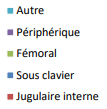 Autre
Périphérique
Fémoral
Sous clavier
Jugulaire interne